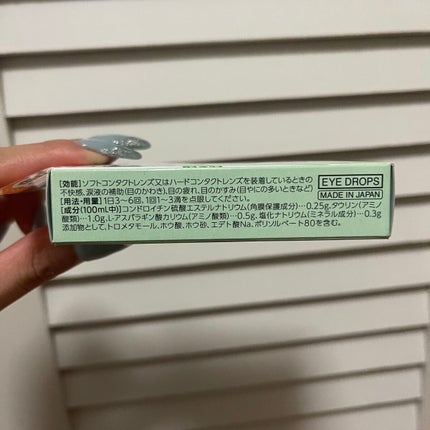 【効能】ソフトコンタクトレンズ又はハードコンタクトレンズを装着しているときの
不快感、涙液の補助(目のかわき)、目の疲れ、目のかすみ(目やにの多いときなど)
【用法・用量】1日3〜6回、1回1〜3滴を点眼してください。
EYE DROPS
MADE IN JAPAN
【成分(100mL中)】コンドロイチン硫酸エステルナトリウム(角膜保護成分)…0.25g、タウリン(アミノ
酸類)…1.0g、L-アスパラギン酸カリウム(アミノ酸類)…0.5g、塩化ナトリウム(ミネラル成分)…0.3g
添加物として、トロメタモール、ホウ酸、ホウ砂、エデト酸Na、ポリソルベート80を含む。